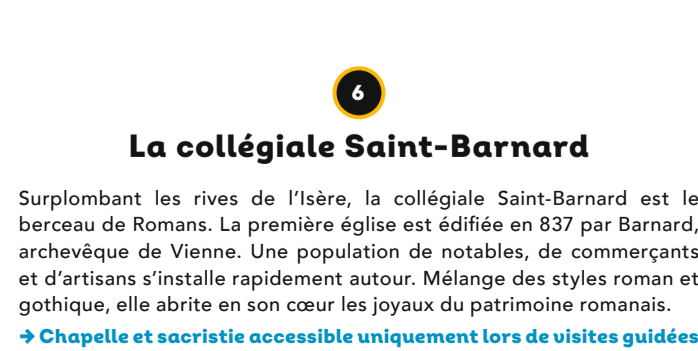 6
La collégiale Saint-Barnard
Surplombant les rives de l’Isère, la collégiale Saint-Barnard est le
berceau de Romans. La première église est édifiée en 837 par Barnard,
archevêque de Vienne. Une population de notables, de commerçants
et d’artisans s’installe rapidement autour. Mélange des styles roman et
gothique, elle abrite en son cœur les joyaux du patrimoine romanais.
→ Chapelle et sacristie accessible uniquement lors de visites guidées